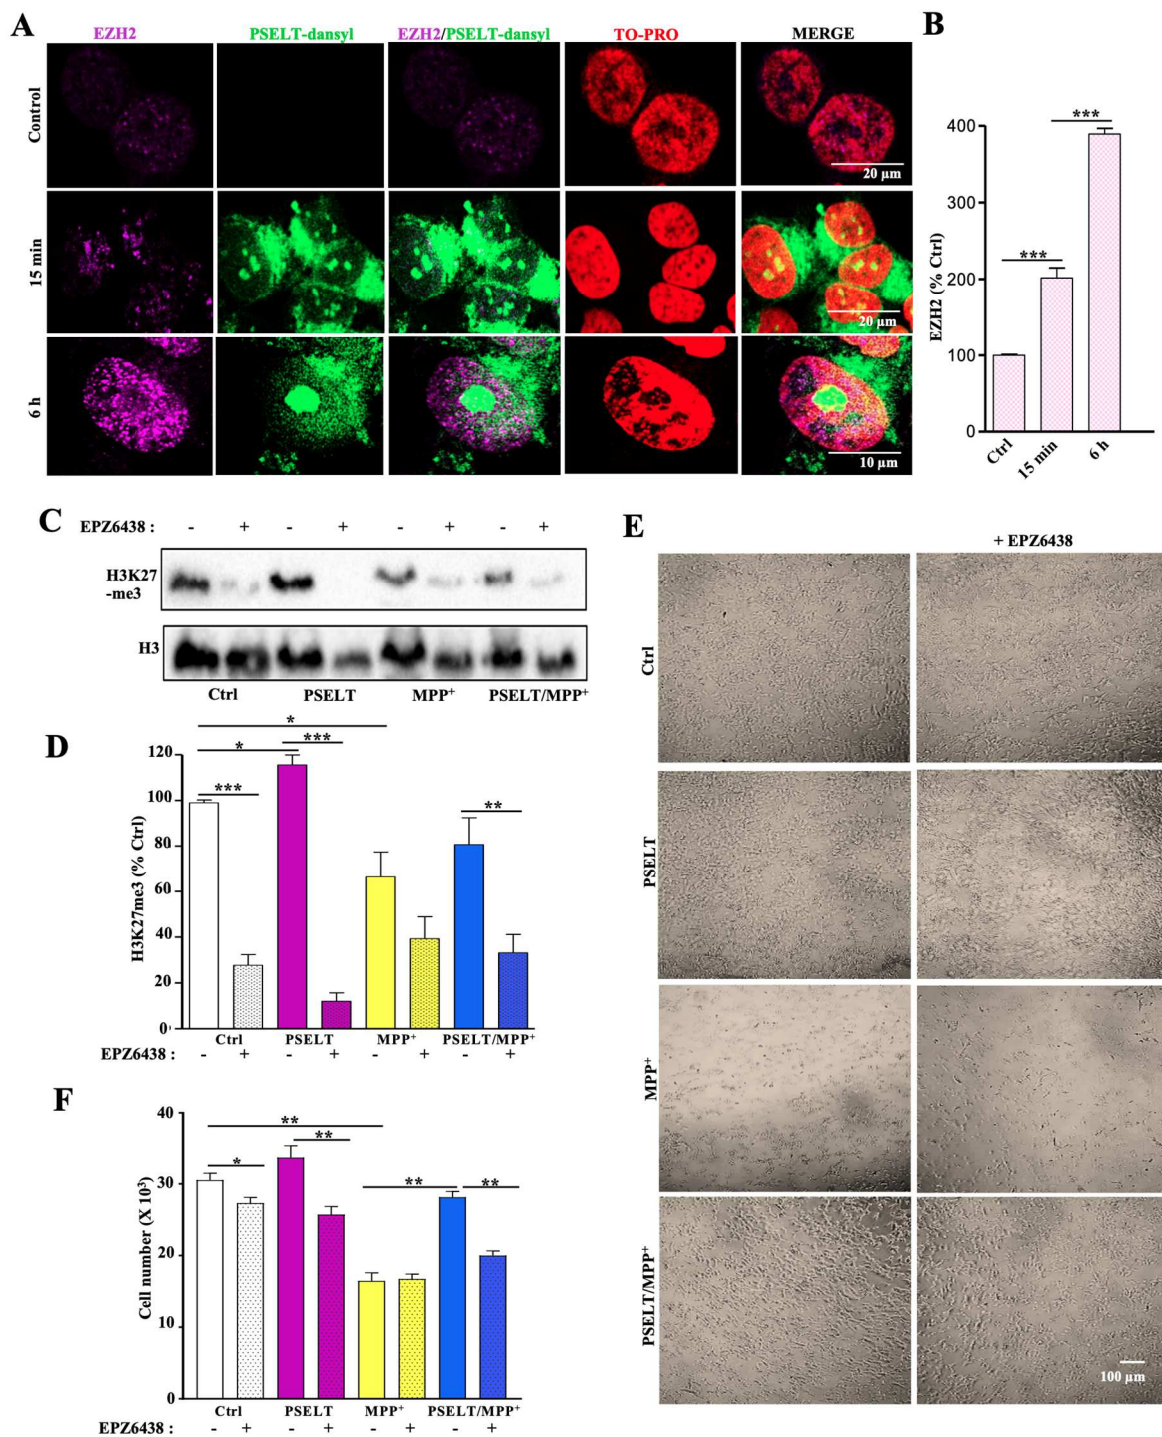 A
EZH2 PSELT-dansyl EZH2/PSELT-dansyl TO-PRO MERGE
Control
20 µm
15 min
20 µm
6 h
10 µm
B
EZH2 (% Ctrl)
400
300
200
100
0
***
***
Ctrl 15 min 6 h
C
EPZ6438 : - + - + - + - +
H3K27
-me3
H3
Ctrl PSELT MPP+ PSELT/MPP+
D
H3K27me3 (% Ctrl)
120
100
80
60
40
20
0
*
*
***
***
**
Ctrl PSELT MPP+ PSELT/MPP+
EPZ6438 : - + - + - + - +
E
+ EPZ6438
Ctrl
PSELT
MPP+
PSELT/MPP+
100 µm
F
Cell number (X 10³)
40
30
20
10
0
**
*
**
**
**
Ctrl PSELT MPP+ PSELT/MPP+
EPZ6438 : - + - + - + - +